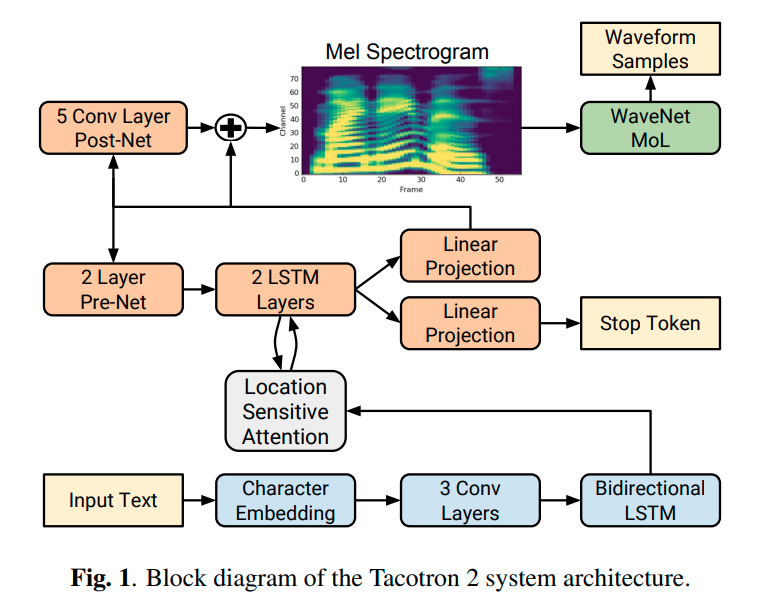 Mel Spectrogram
Waveform
Samples
5 Conv Layer
Post-Net
70
60
50
40
30
20
10
0
Channel
10
20
30
40
50
Frame
WaveNet
MoL
2 Layer
Pre-Net
2 LSTM
Layers
Linear
Projection
Linear
Projection
Stop Token
Location
Sensitive
Attention
Input Text
Character
Embedding
3 Conv
Layers
Bidirectional
LSTM
Fig. 1. Block diagram of the Tacotron 2 system architecture.